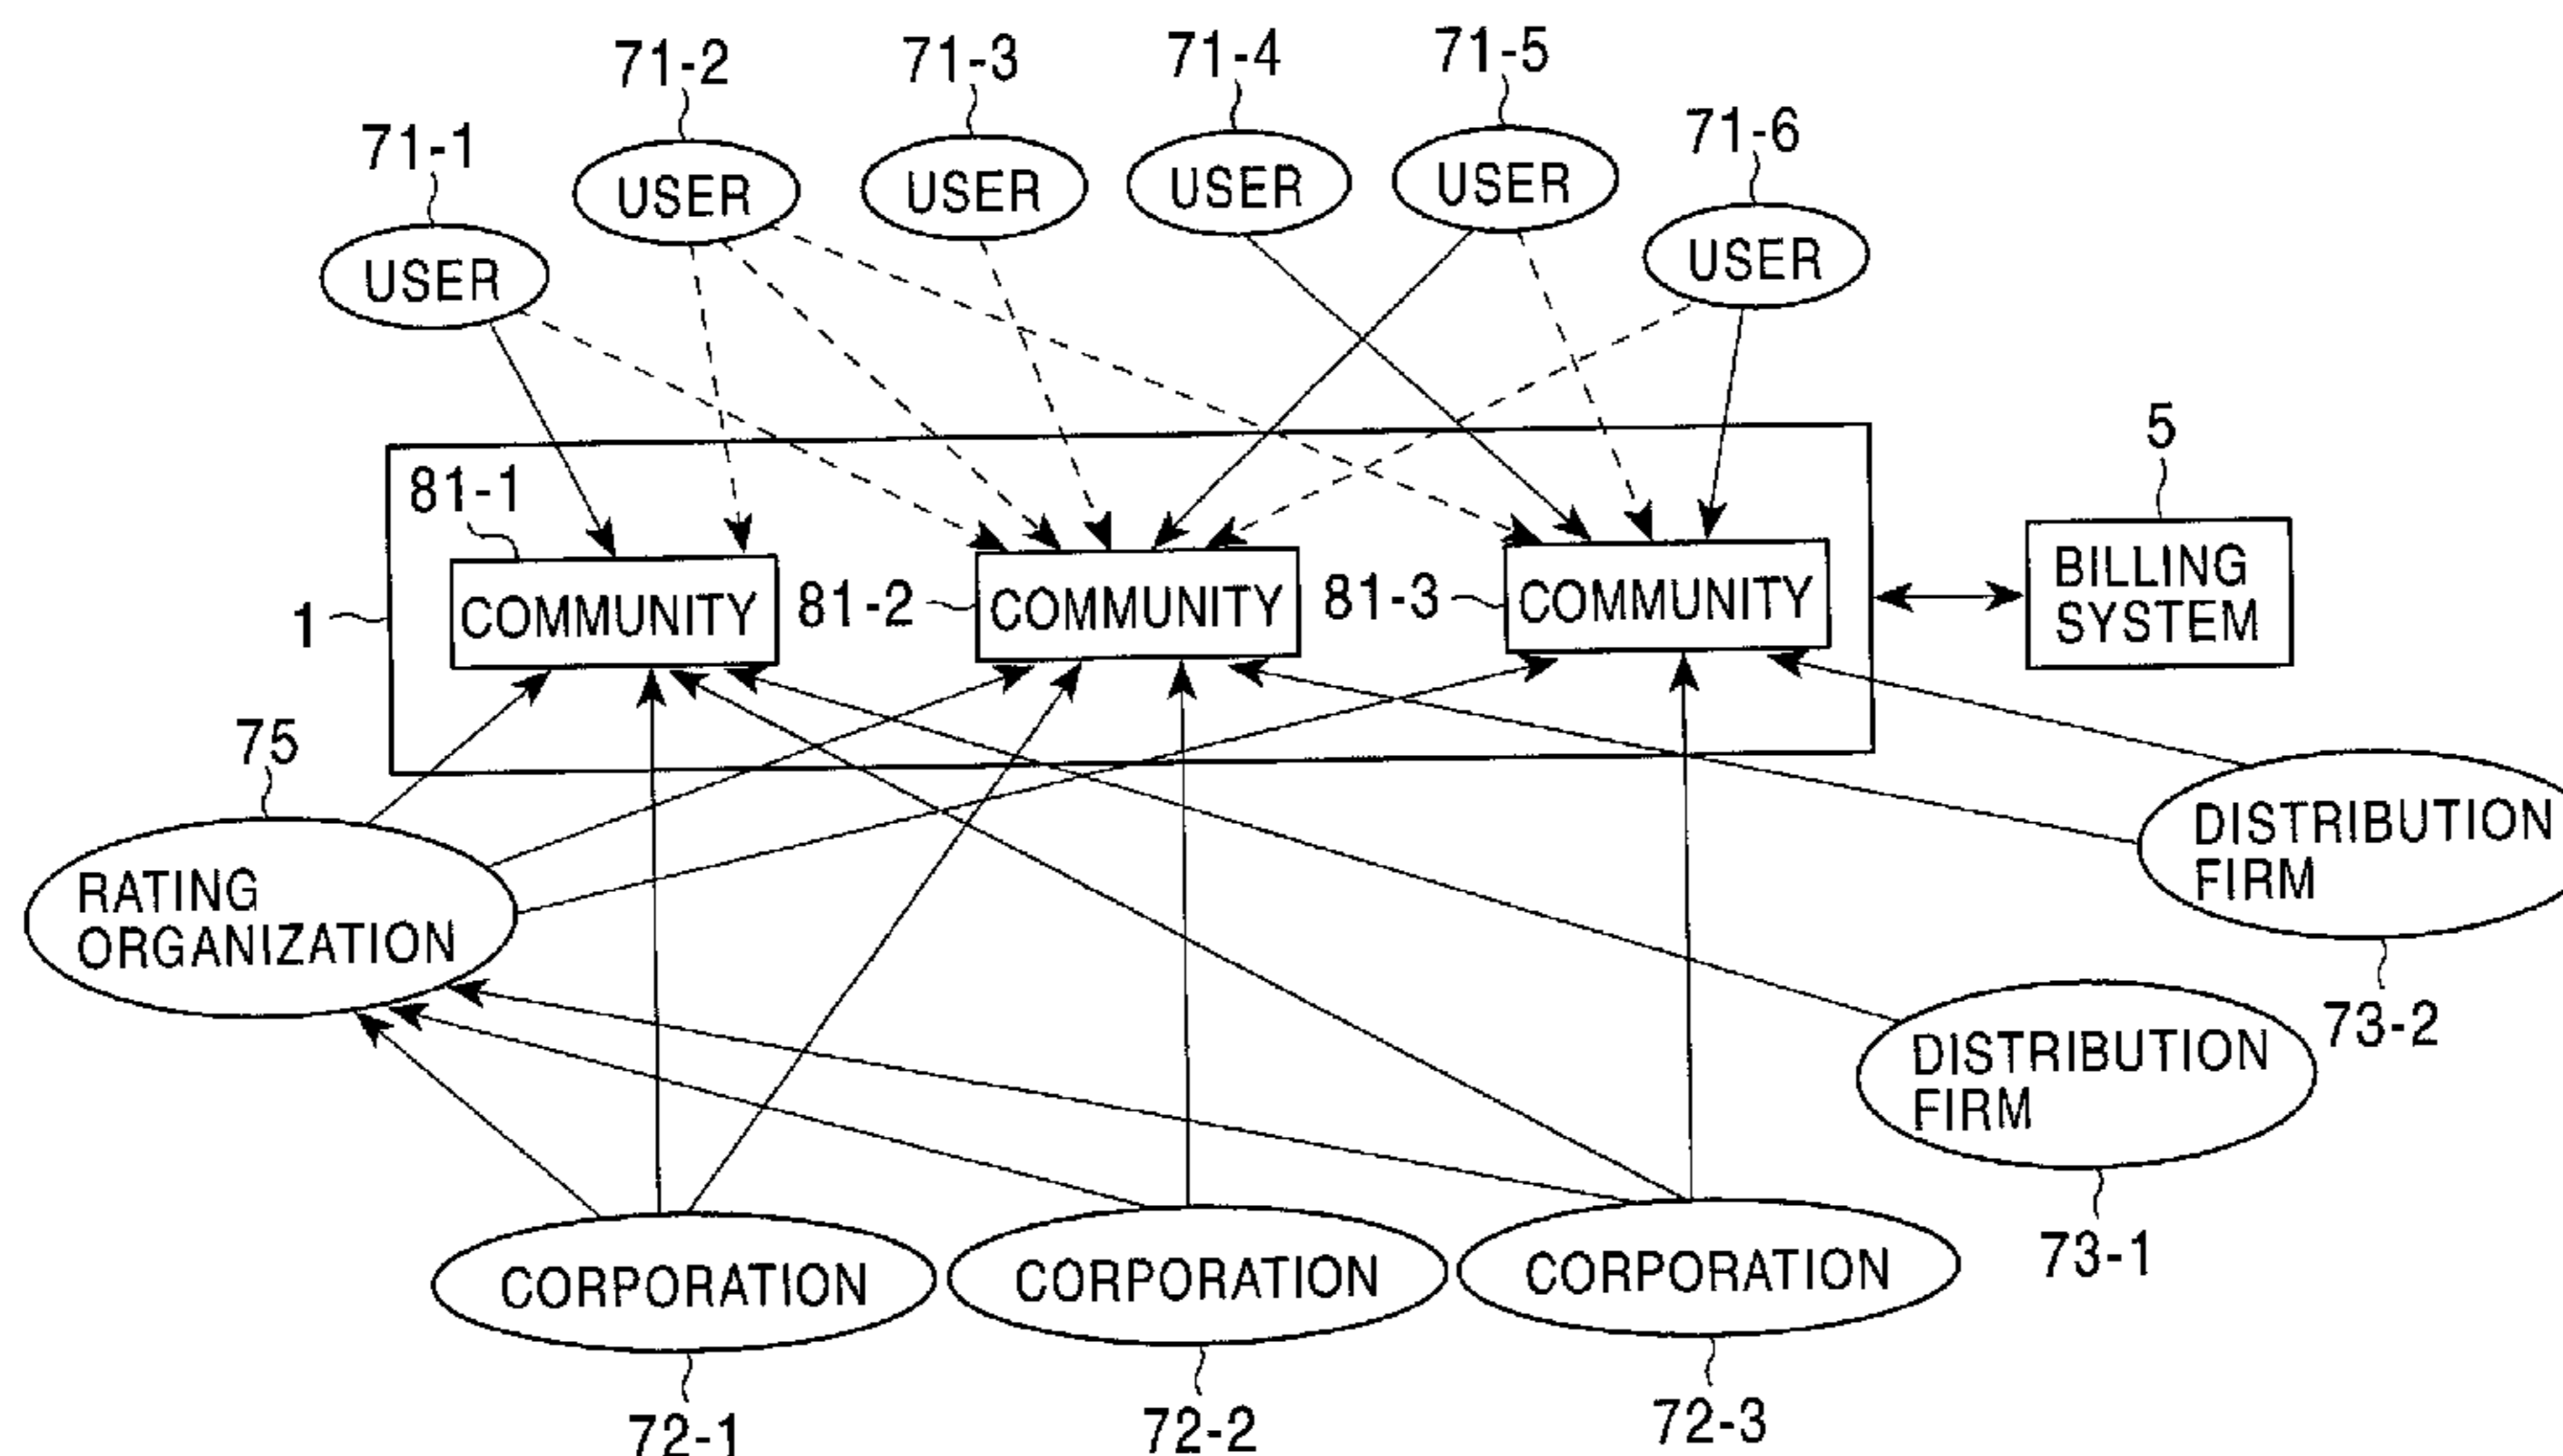 71-1
71-2
71-3
71-4
71-5
71-6
USER
USER
USER
USER
USER
USER
5
81-1
1
COMMUNITY
81-2
COMMUNITY
81-3
COMMUNITY
BILLING
SYSTEM
75
RATING
ORGANIZATION
DISTRIBUTION
FIRM
73-2
DISTRIBUTION
FIRM
73-1
CORPORATION
CORPORATION
CORPORATION
72-1
72-2
72-3